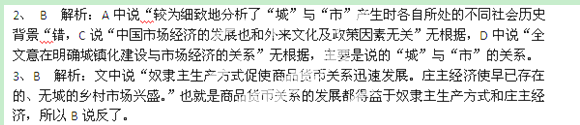 2、 B 解析：A 中说“较为细致地分析了“城”与“市”产生时各自所处的不同社会历史
背景“错，C 说“中国市场经济的发展也和外来文化及政策因素无关”无根据，D 中说“全
文意在明确城镇化建设与市场经济的关系”无根据，主要是说的“城”与“市”的关系。
3、B 解析：文中说“奴隶主生产方式促使商品货币关系迅速发展。庄主经济使早已存在
的、无城的乡村市场兴盛。”也就是商品货币关系的发展都得益于奴隶主生产方式和庄主经
济，所以 B 说反了。